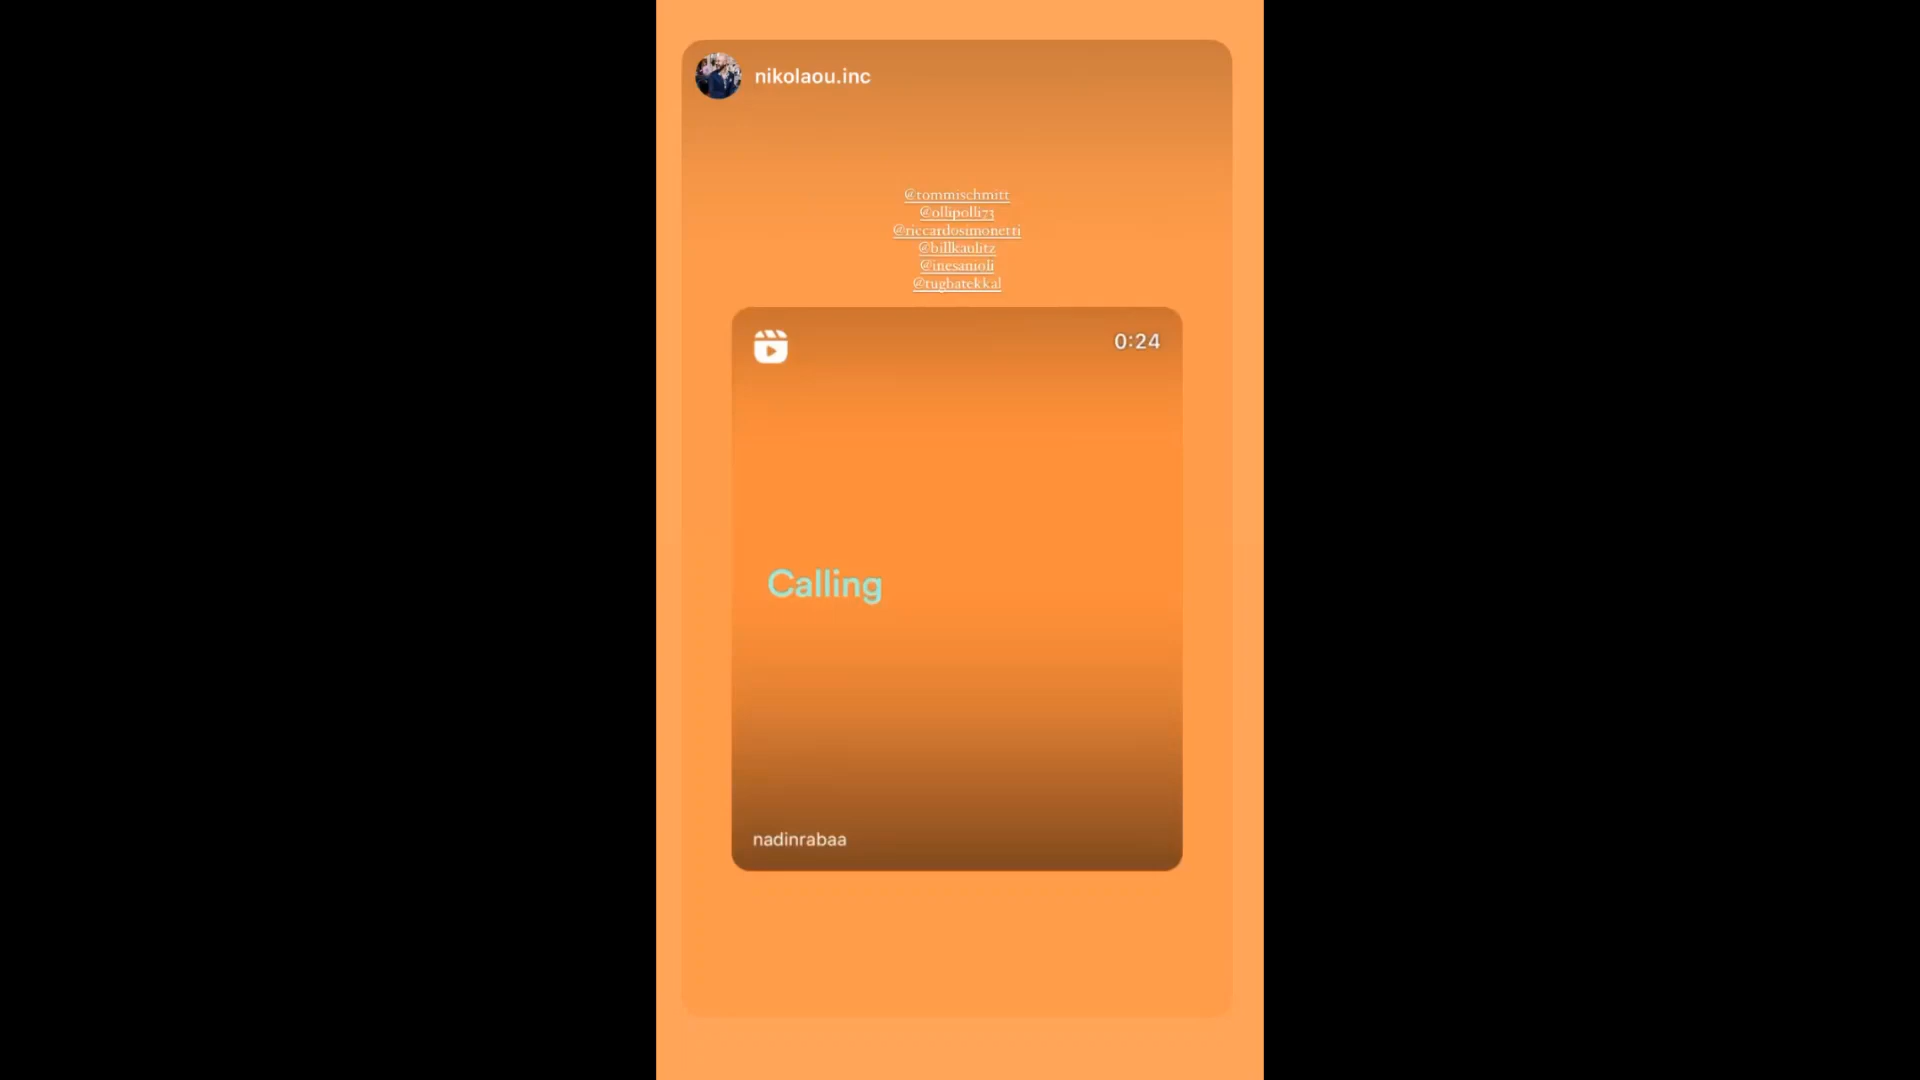 nikolaou.inc
@tommischmitt
@ollipolli73
@riccardosimonetti
@billkaulitz
@inesanioli
@tugbatekkal
0:24
Calling
nadinrabaa